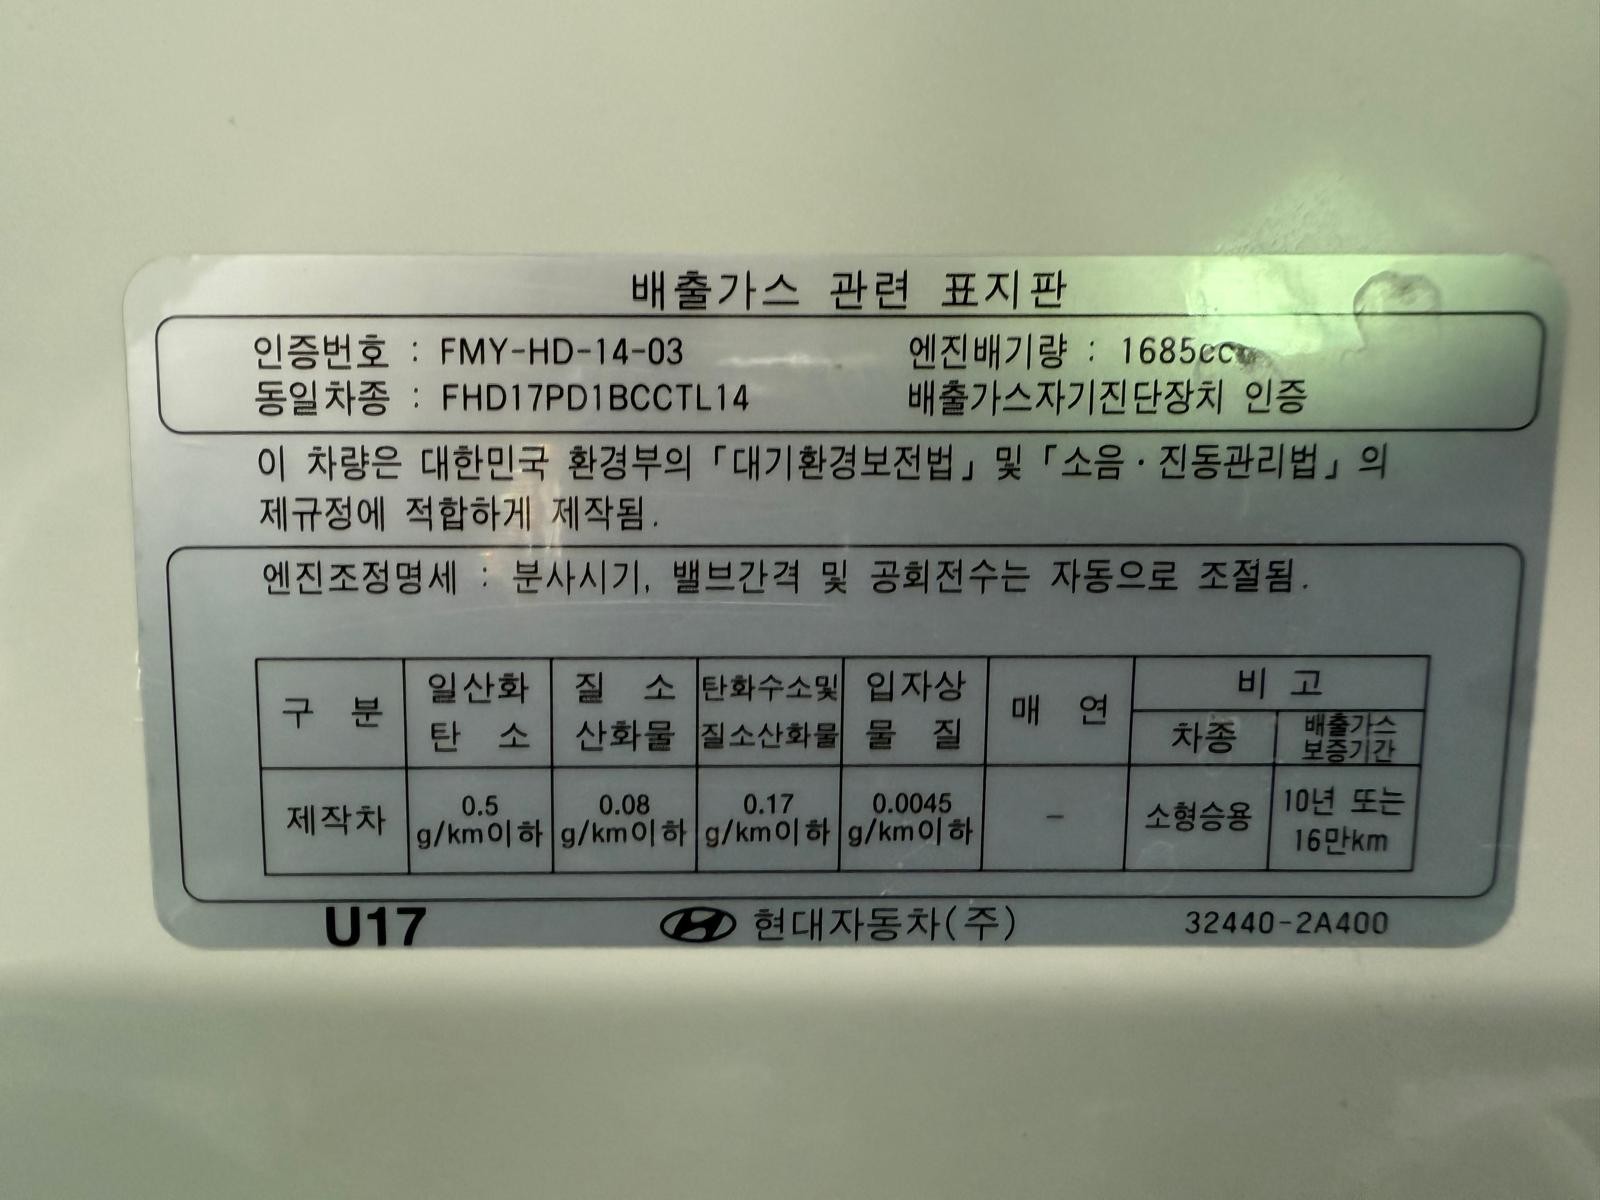 배출가스 관련 표지판
인증번호 : FMY-HD-14-03 엔진배기량 : 1685cc
동일차종 : FHD17PD1BCCTL14 배출가스자기진단장치 인증
이 차량은 대한민국 환경부의 「대기환경보전법」 및 「소음·진동관리법」의
제규정에 적합하게 제작됨.
엔진조정명세 : 분사시기, 밸브간격 및 공회전수는 자동으로 조절됨.
구 분 일산화 탄 소 질 소 산화물 탄화수소및 질소산화물 입자상 물 질 매 연 비 고
차종 배출가스 보증기간
제작차 0.5 g/km이하 0.08 g/km이하 0.17 g/km이하 0.0045 g/km이하 - 소형승용 10년 또는 16만km
U17 현대자동차(주) 32440-2A400